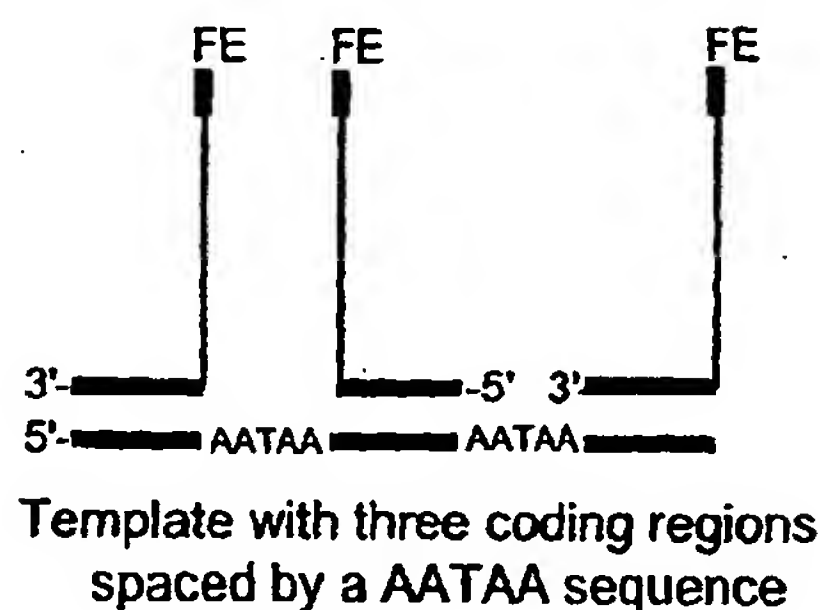 FE FE FE
3'- -5' 3'
5'- AATAA AATAA
Template with three coding regions
spaced by a AATAA sequence